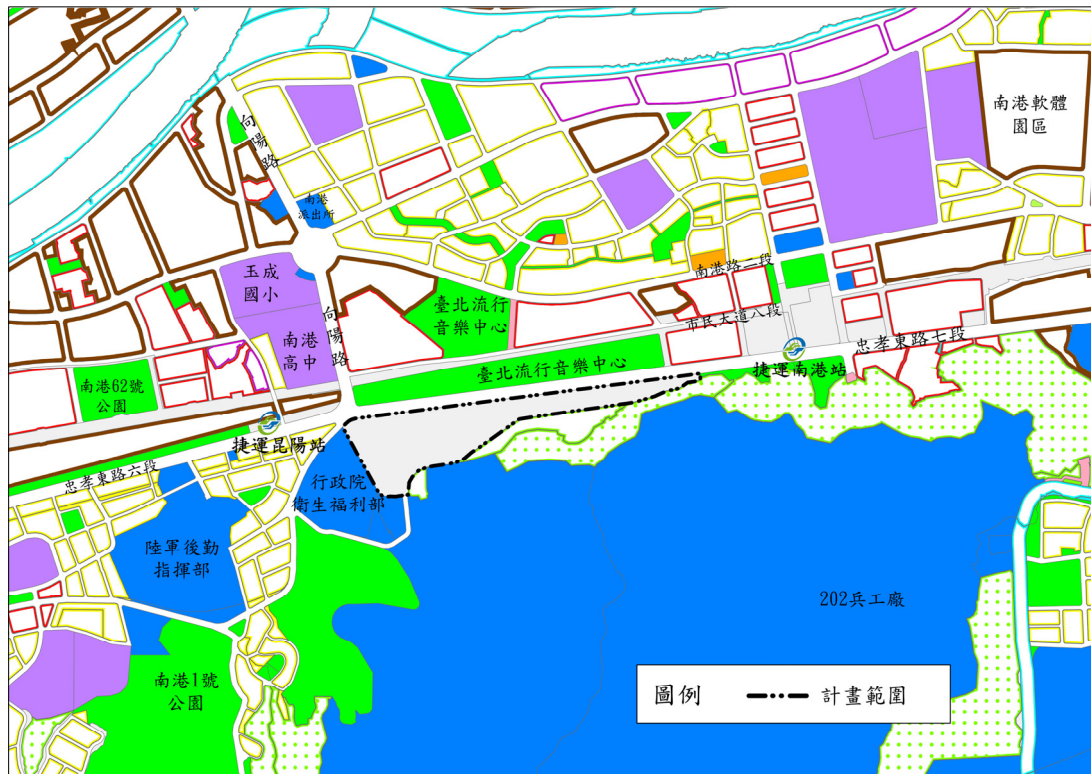 南港軟體
園區
向陽路
南港
派出所
玉成
國小
南港路二段
臺北流行
音樂中心
市民大道八段
向陽路
南港
高中
忠孝東路七段
捷運南港站
臺北流行音樂中心
南港62號
公園
捷運昆陽站
忠孝東路六段
行政院
衛生福利部
陸軍後勤
指揮部
202兵工廠
南港1號
公園
圖例
計畫範圍